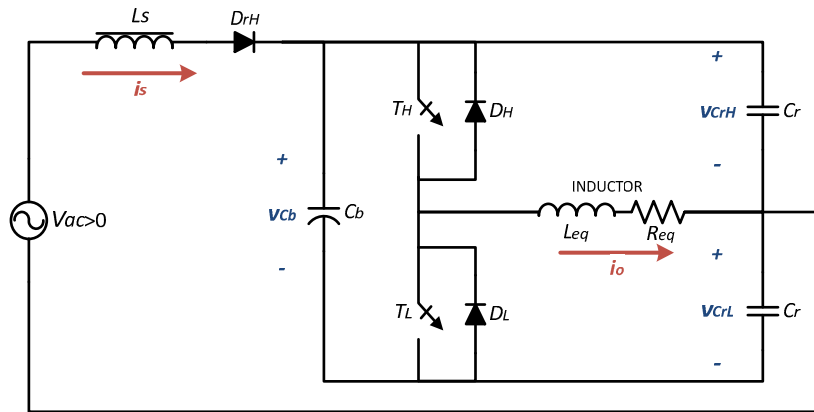 Ls
DrH
is
TH
DH
+
vCrH
Cr
-
+
vCb
Cb
-
Vac>0
INDUCTOR
Leq
Req
io
+
TL
DL
vCrL
Cr
-